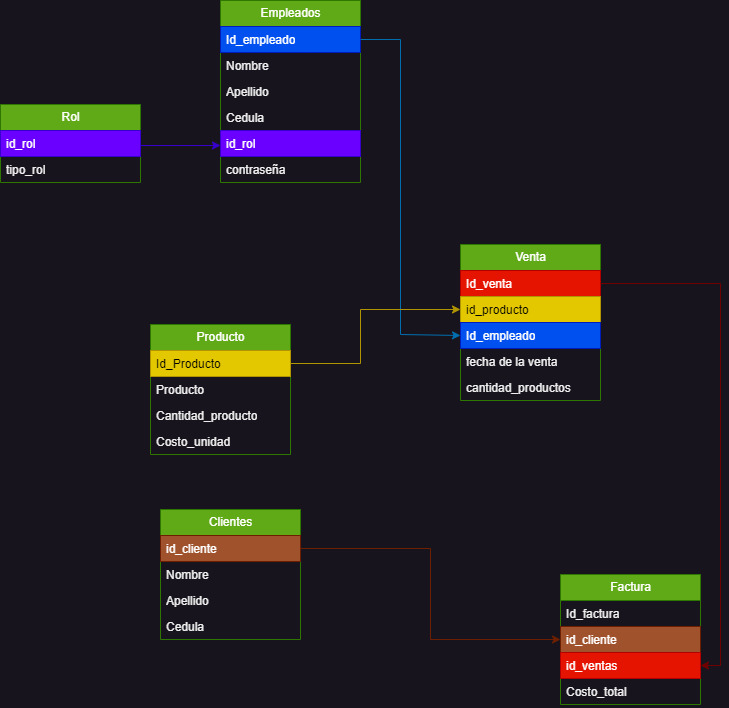 Empleados
Id_empleado
Nombre
Apellido
Cedula
id_rol
contraseña
Rol
id_rol
tipo_rol
Venta
Id_venta
id_producto
Id_empleado
fecha de la venta
cantidad_productos
Producto
Id_Producto
Producto
Cantidad_producto
Costo_unidad
Clientes
id_cliente
Nombre
Apellido
Cedula
Factura
Id_factura
id_cliente
id_ventas
Costo_total